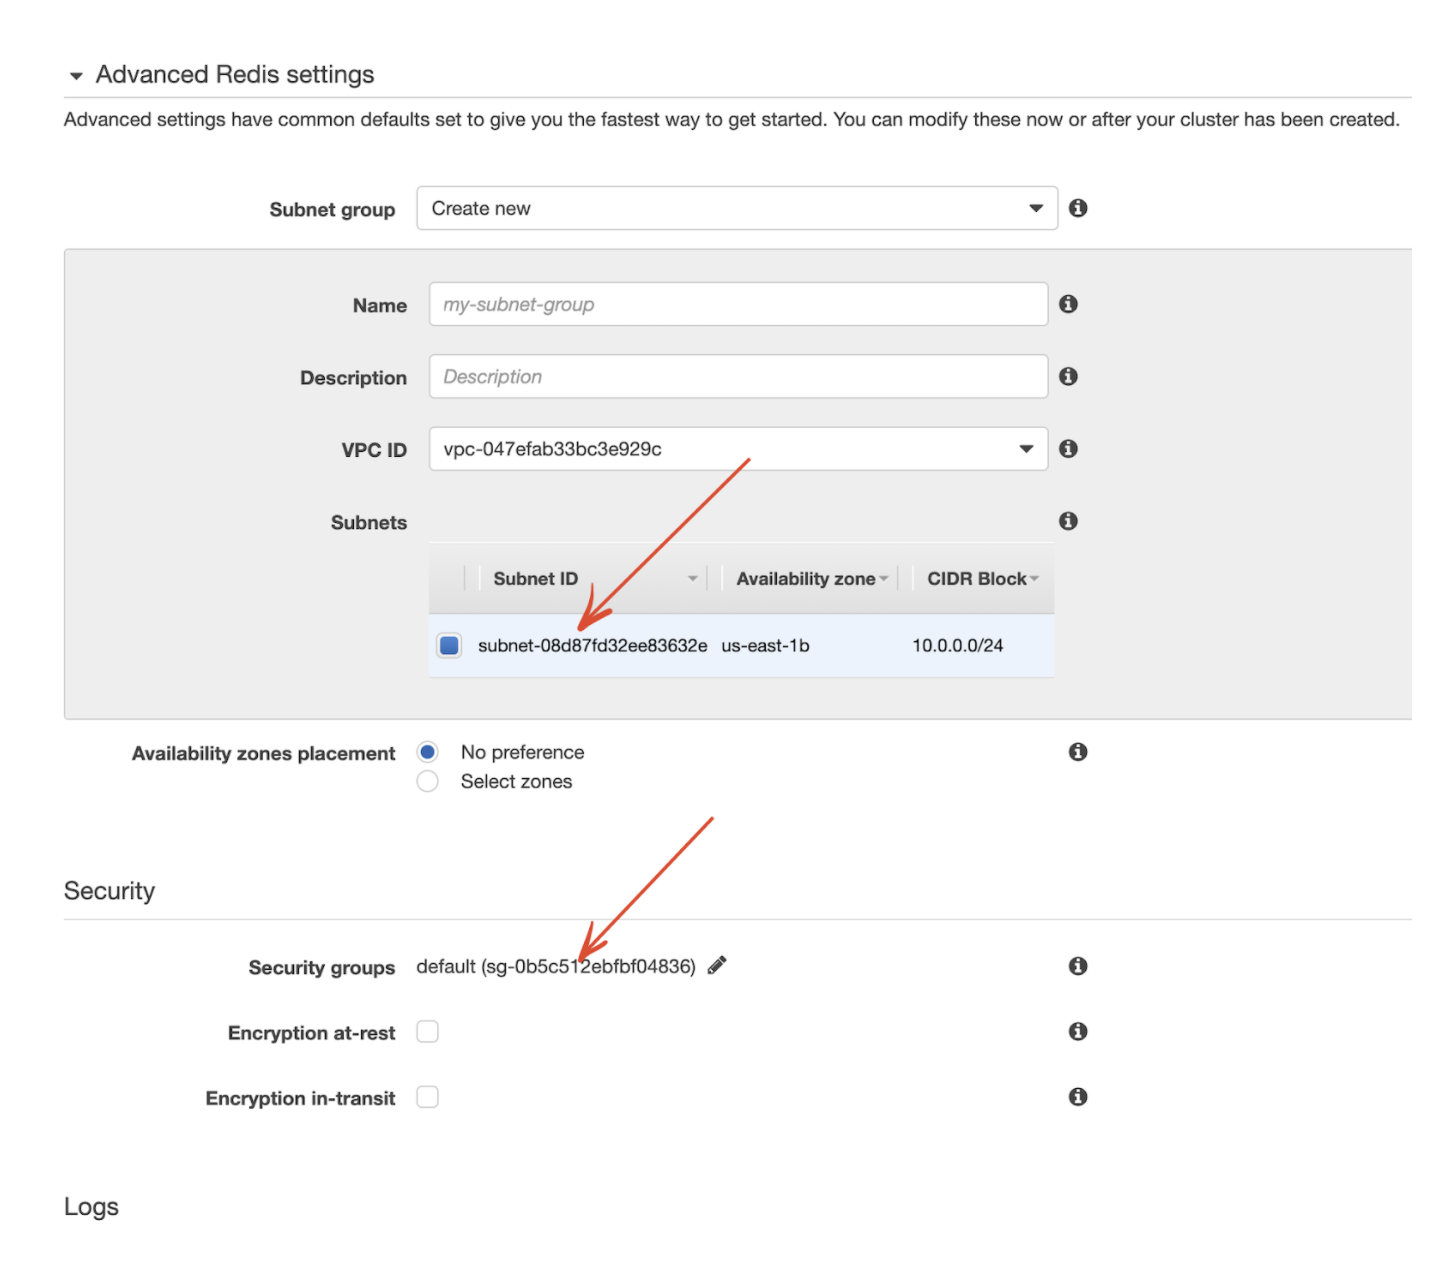 Advanced Redis settings
Advanced settings have common defaults set to give you the fastest way to get started. You can modify these now or after your cluster has been created.
Subnet group Create new
Name my-subnet-group
Description Description
VPC ID vpc-047efab33bc3e929c
Subnets
Subnet ID Availability zone CIDR Block
subnet-08d87fd32ee83632e us-east-1b 10.0.0.0/24
Availability zones placement No preference
Select zones
Security
Security groups default (sg-0b5c512ebfbf04836)
Encryption at-rest
Encryption in-transit
Logs